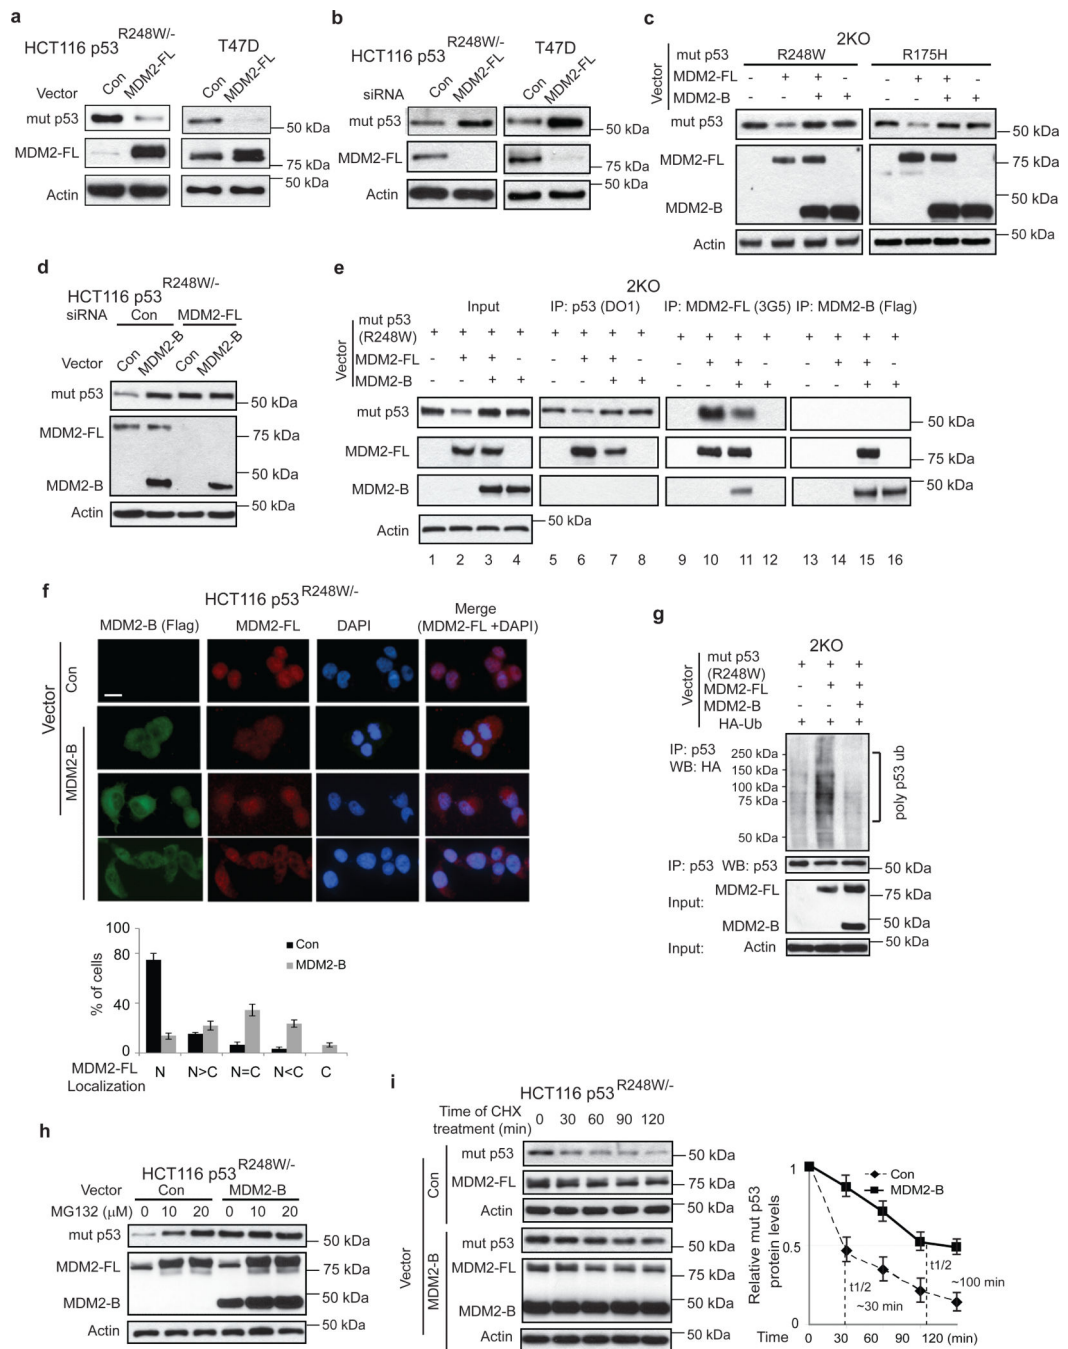 a
HCT116 p53 R248W/-
T47D
Vector
Con
MDM2-FL
Con
MDM2-FL
mut p53
50 kDa
MDM2-FL
75 kDa
Actin
50 kDa
b
HCT116 p53 R248W/-
T47D
siRNA
Con
MDM2-FL
Con
MDM2-FL
mut p53
50 kDa
MDM2-FL
75 kDa
Actin
50 kDa
c
2KO
Vector
mut p53 R248W R175H
MDM2-FL - + + - - + + -
MDM2-B - - + + - - + +
mut p53
50 kDa
MDM2-FL
75 kDa
MDM2-B
50 kDa
Actin
50 kDa
d
HCT116 p53 R248W/-
siRNA Con MDM2-FL
Vector
Con
MDM2-B
Con
MDM2-B
mut p53
50 kDa
MDM2-FL
75 kDa
MDM2-B
50 kDa
Actin
50 kDa
e
2KO
Input IP: p53 (DO1) IP: MDM2-FL (3G5) IP: MDM2-B (Flag)
Vector
mut p53
(R248W) + + + + + + + + + + + + + + + +
MDM2-FL - + + - - + + - - + + - - + + -
MDM2-B - - + + - - + + - - + + - - + +
mut p53
50 kDa
MDM2-FL
75 kDa
MDM2-B
50 kDa
Actin
50 kDa
1 2 3 4 5 6 7 8 9 10 11 12 13 14 15 16
f
HCT116 p53 R248W/-
MDM2-B (Flag) MDM2-FL DAPI Merge
(MDM2-FL +DAPI)
Vector
Con
MDM2-B
% of cells
100
80
40
0
Con
MDM2-B
MDM2-FL
Localization
N N>C N=C N<C C
g
2KO
Vector
mut p53
(R248W) + + +
MDM2-FL - + +
MDM2-B - - +
HA-Ub + + +
IP: p53
WB: HA
250 kDa
150 kDa
100 kDa
75 kDa
50 kDa
poly p53 ub
IP: p53 WB: p53
50 kDa
Input:
MDM2-FL
75 kDa
MDM2-B
50 kDa
Input: Actin
50 kDa
h
HCT116 p53 R248W/-
Vector Con MDM2-B
MG132 (μM) 0 10 20 0 10 20
mut p53
50 kDa
MDM2-FL
75 kDa
MDM2-B
50 kDa
Actin
50 kDa
i
HCT116 p53 R248W/-
Time of CHX
treatment (min) 0 30 60 90 120
Vector
Con
mut p53
50 kDa
MDM2-FL
75 kDa
Actin
50 kDa
MDM2-B
mut p53
50 kDa
MDM2-FL
75 kDa
MDM2-B
50 kDa
Actin
50 kDa
Relative mut p53
protein levels
1
0.5
0
Con
MDM2-B
t1/2
~30 min
t1/2
~100 min
Time 0 30 60 90 120 (min)